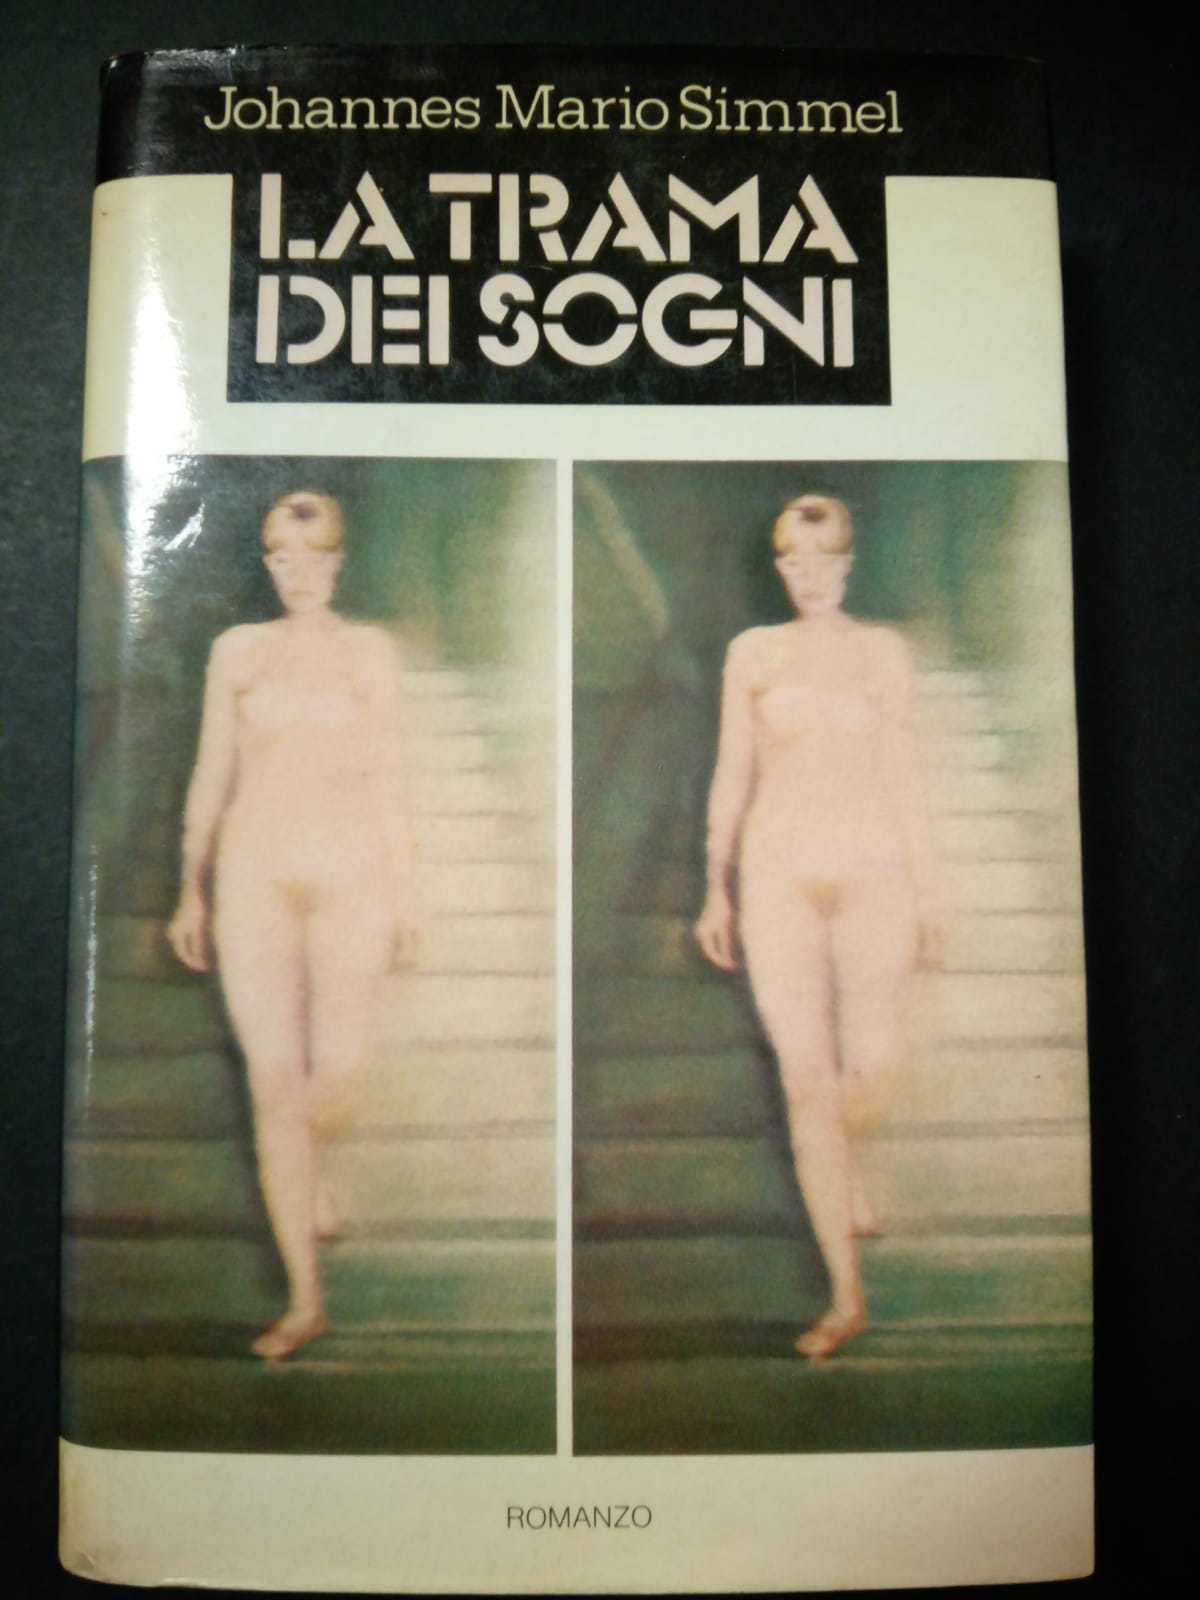 Johannes Mario Simmel
LA TRAMA
DEI SOGNI
ROMANZO